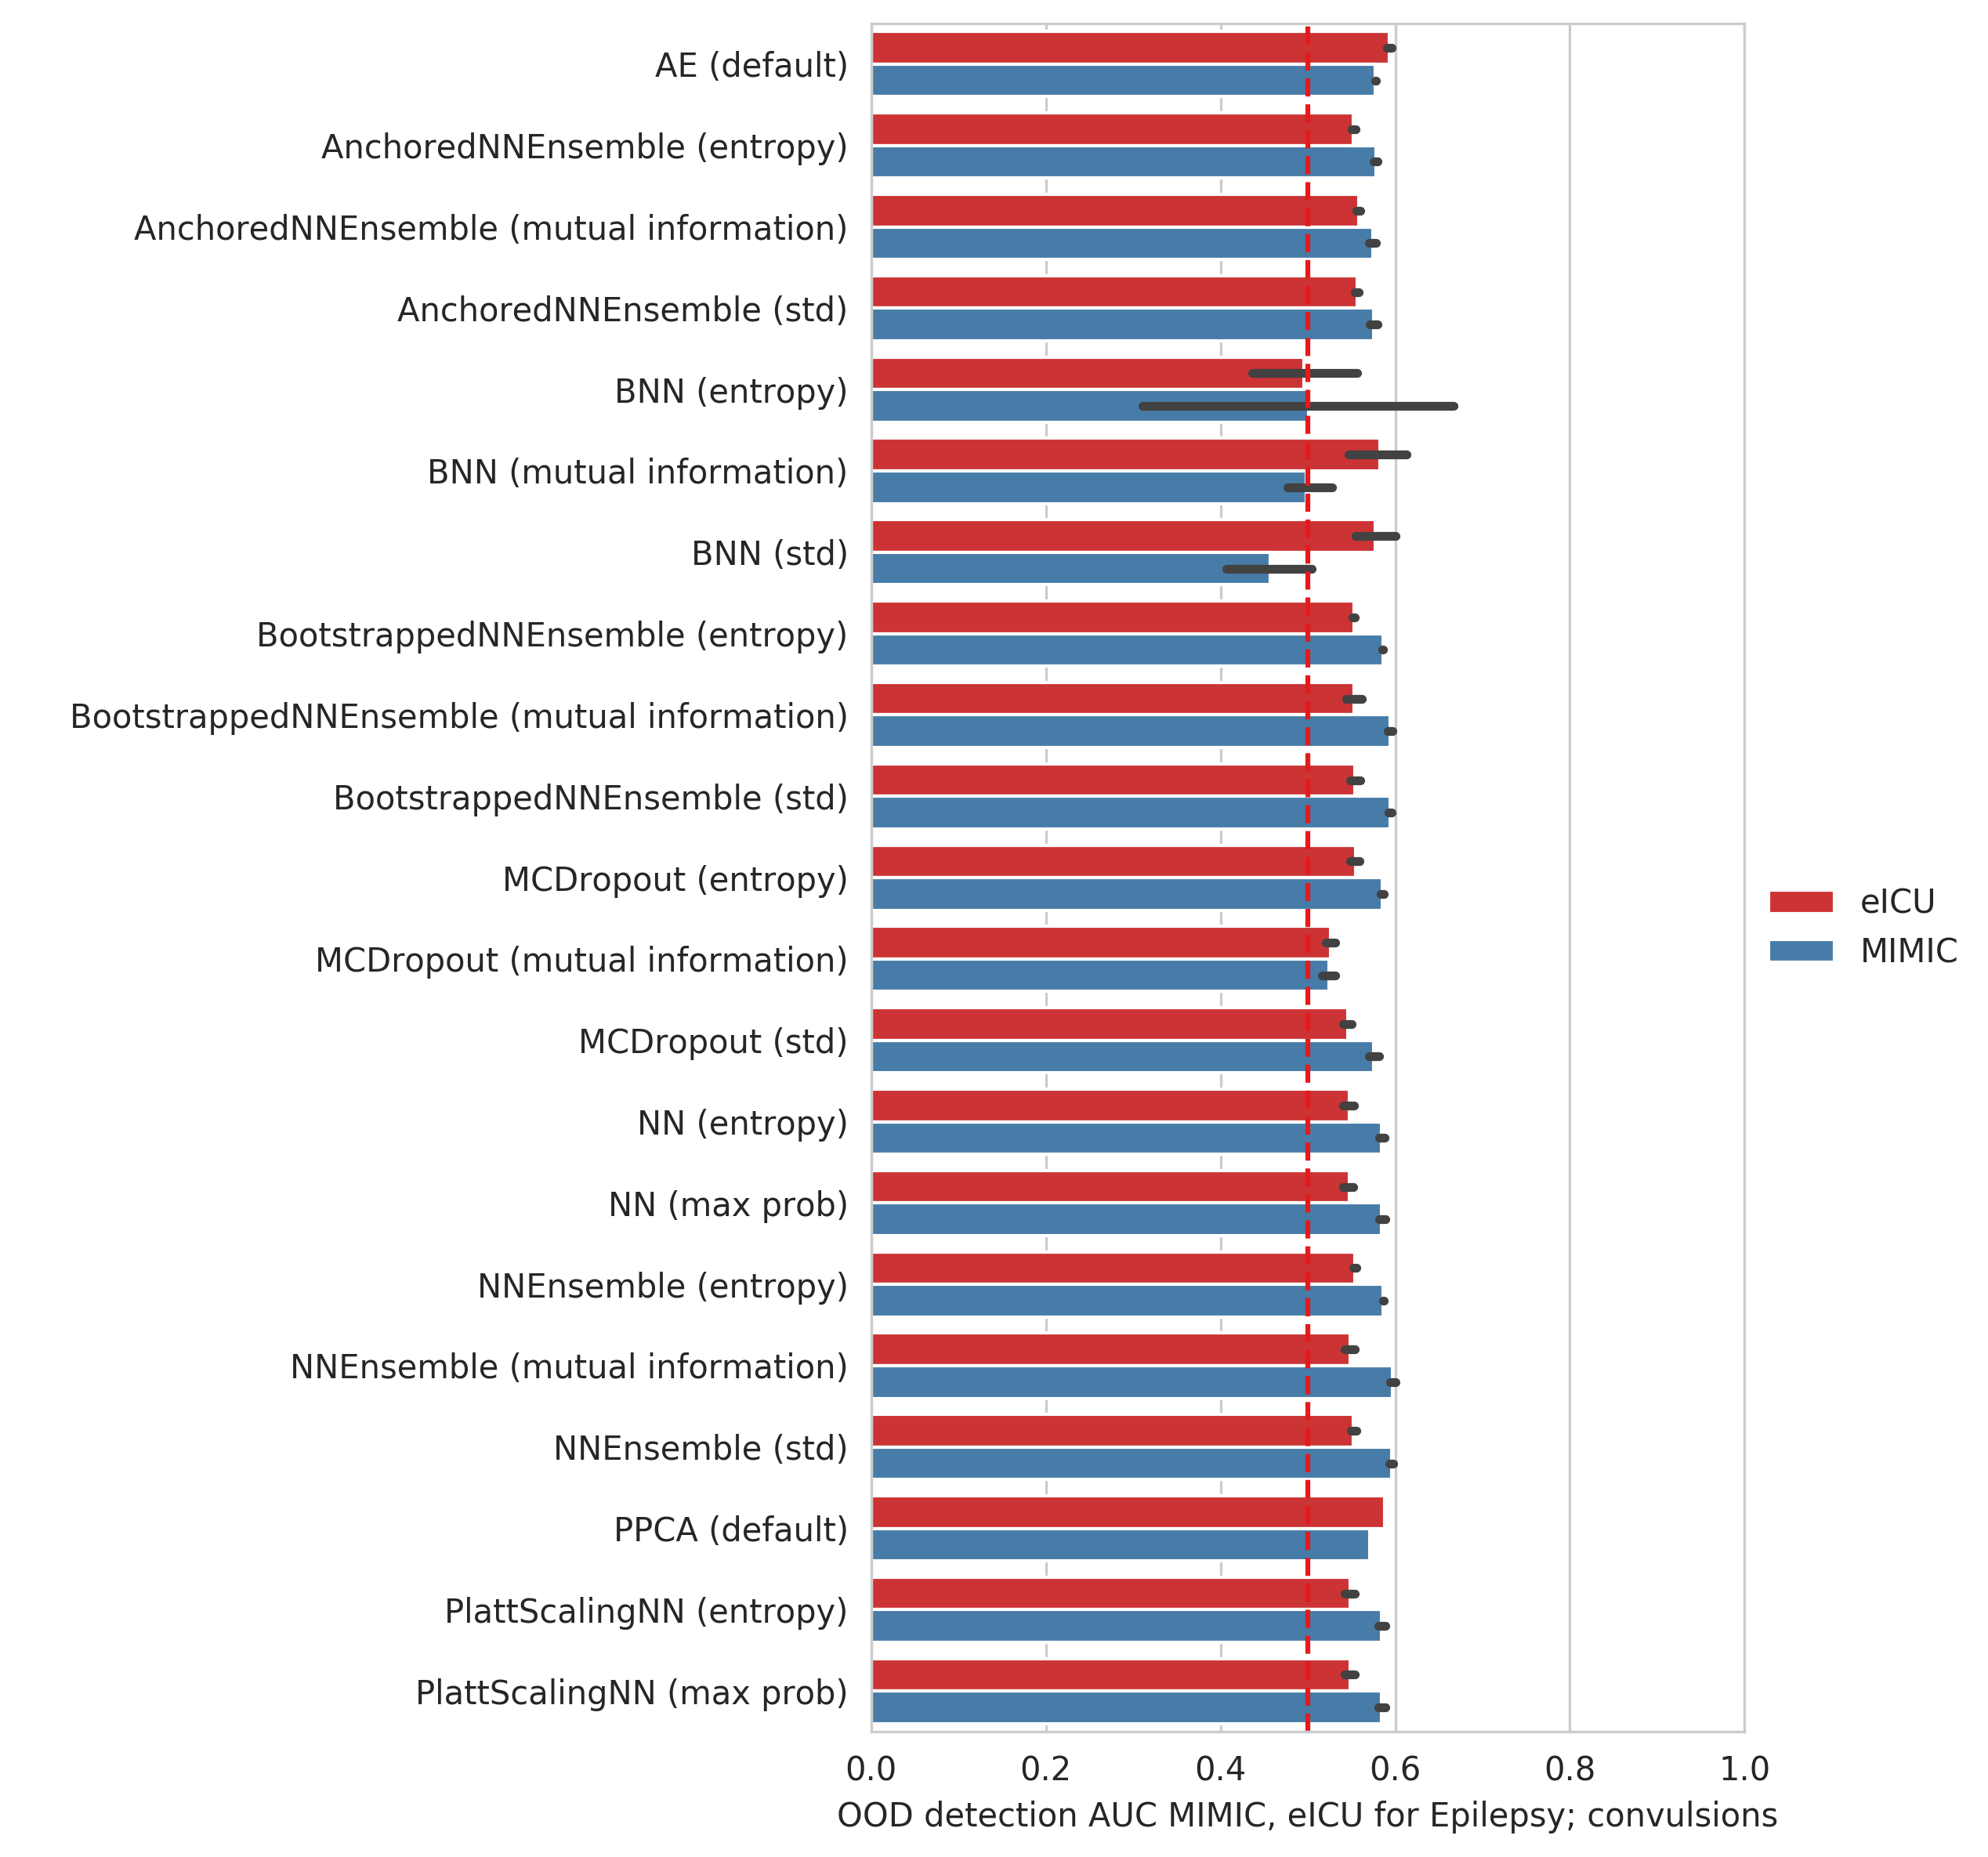 AE (default)
AnchoredNNEnsemble (entropy)
AnchoredNNEnsemble (mutual information)
AnchoredNNEnsemble (std)
BNN (entropy)
BNN (mutual information)
BNN (std)
BootstrappedNNEnsemble (entropy)
BootstrappedNNEnsemble (mutual information)
BootstrappedNNEnsemble (std)
MCDropout (entropy)
MCDropout (mutual information)
MCDropout (std)
NN (entropy)
NN (max prob)
NNEnsemble (entropy)
NNEnsemble (mutual information)
NNEnsemble (std)
PPCA (default)
PlattScalingNN (entropy)
PlattScalingNN (max prob)
0.0 0.2 0.4 0.6 0.8 1.0
OOD detection AUC MIMIC, eICU for Epilepsy; convulsions
eICU
MIMIC